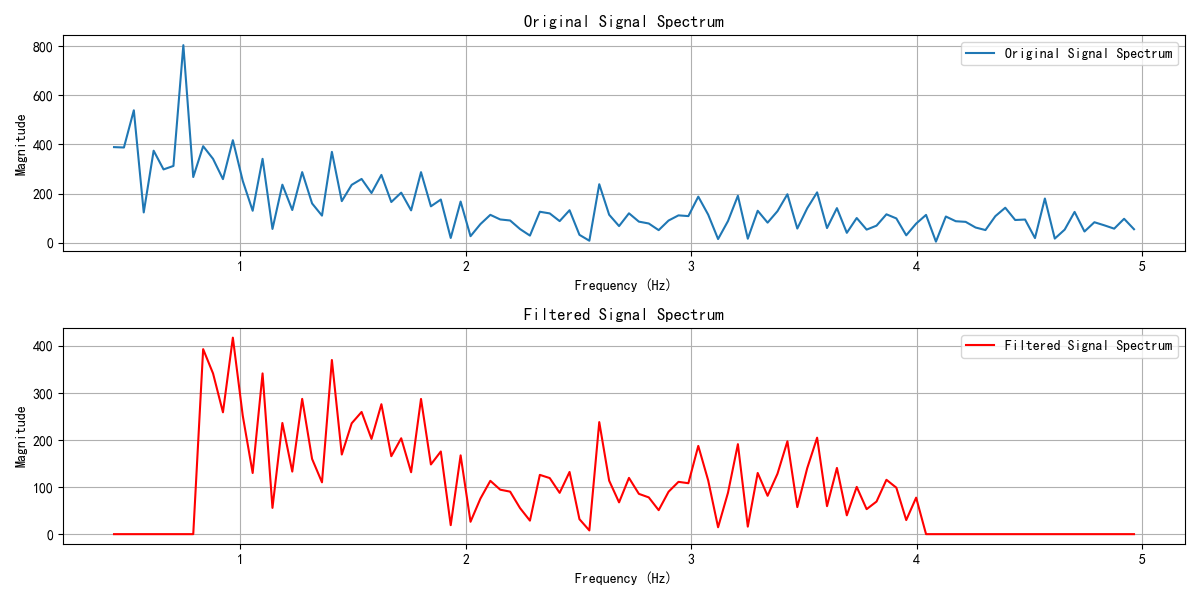 Original Signal Spectrum
800
600
400
200
0
Magnitude
Original Signal Spectrum
1 2 3 4 5
Frequency (Hz)
Filtered Signal Spectrum
400
300
200
100
0
Magnitude
Filtered Signal Spectrum
1 2 3 4 5
Frequency (Hz)